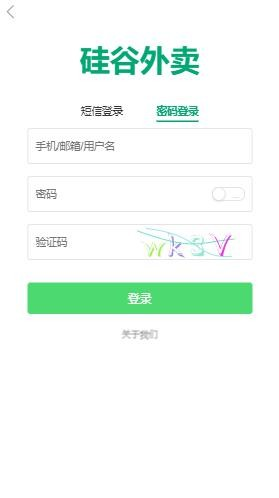 硅谷外卖
短信登录 密码登录
手机/邮箱/用户名
密码 ...
验证码 WkSV
登录
关于我们